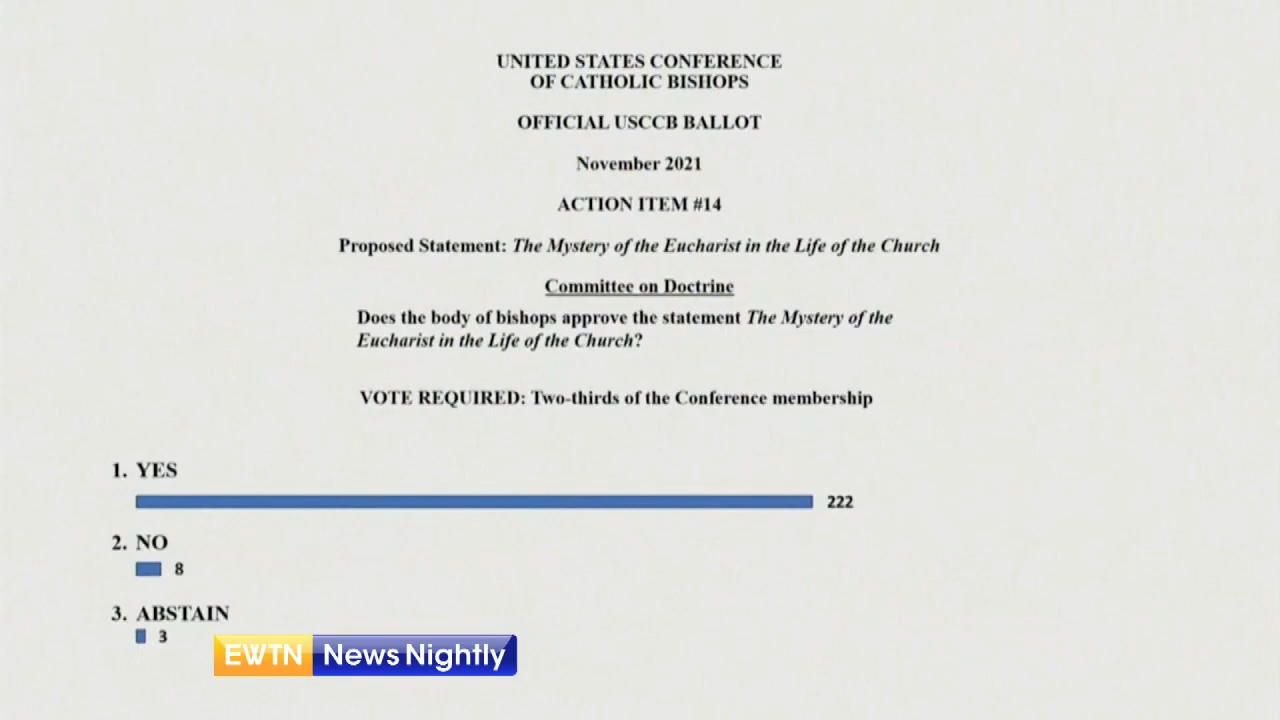 UNITED STATES CONFERENCE
OF CATHOLIC BISHOPS
OFFICIAL USCCB BALLOT
November 2021
ACTION ITEM #14
Proposed Statement: The Mystery of the Eucharist in the Life of the Church
Committee on Doctrine
Does the body of bishops approve the statement The Mystery of the
Eucharist in the Life of the Church?
VOTE REQUIRED: Two-thirds of the Conference membership
1. YES
222
2. NO
8
3. ABSTAIN
3
EWTN News Nightly